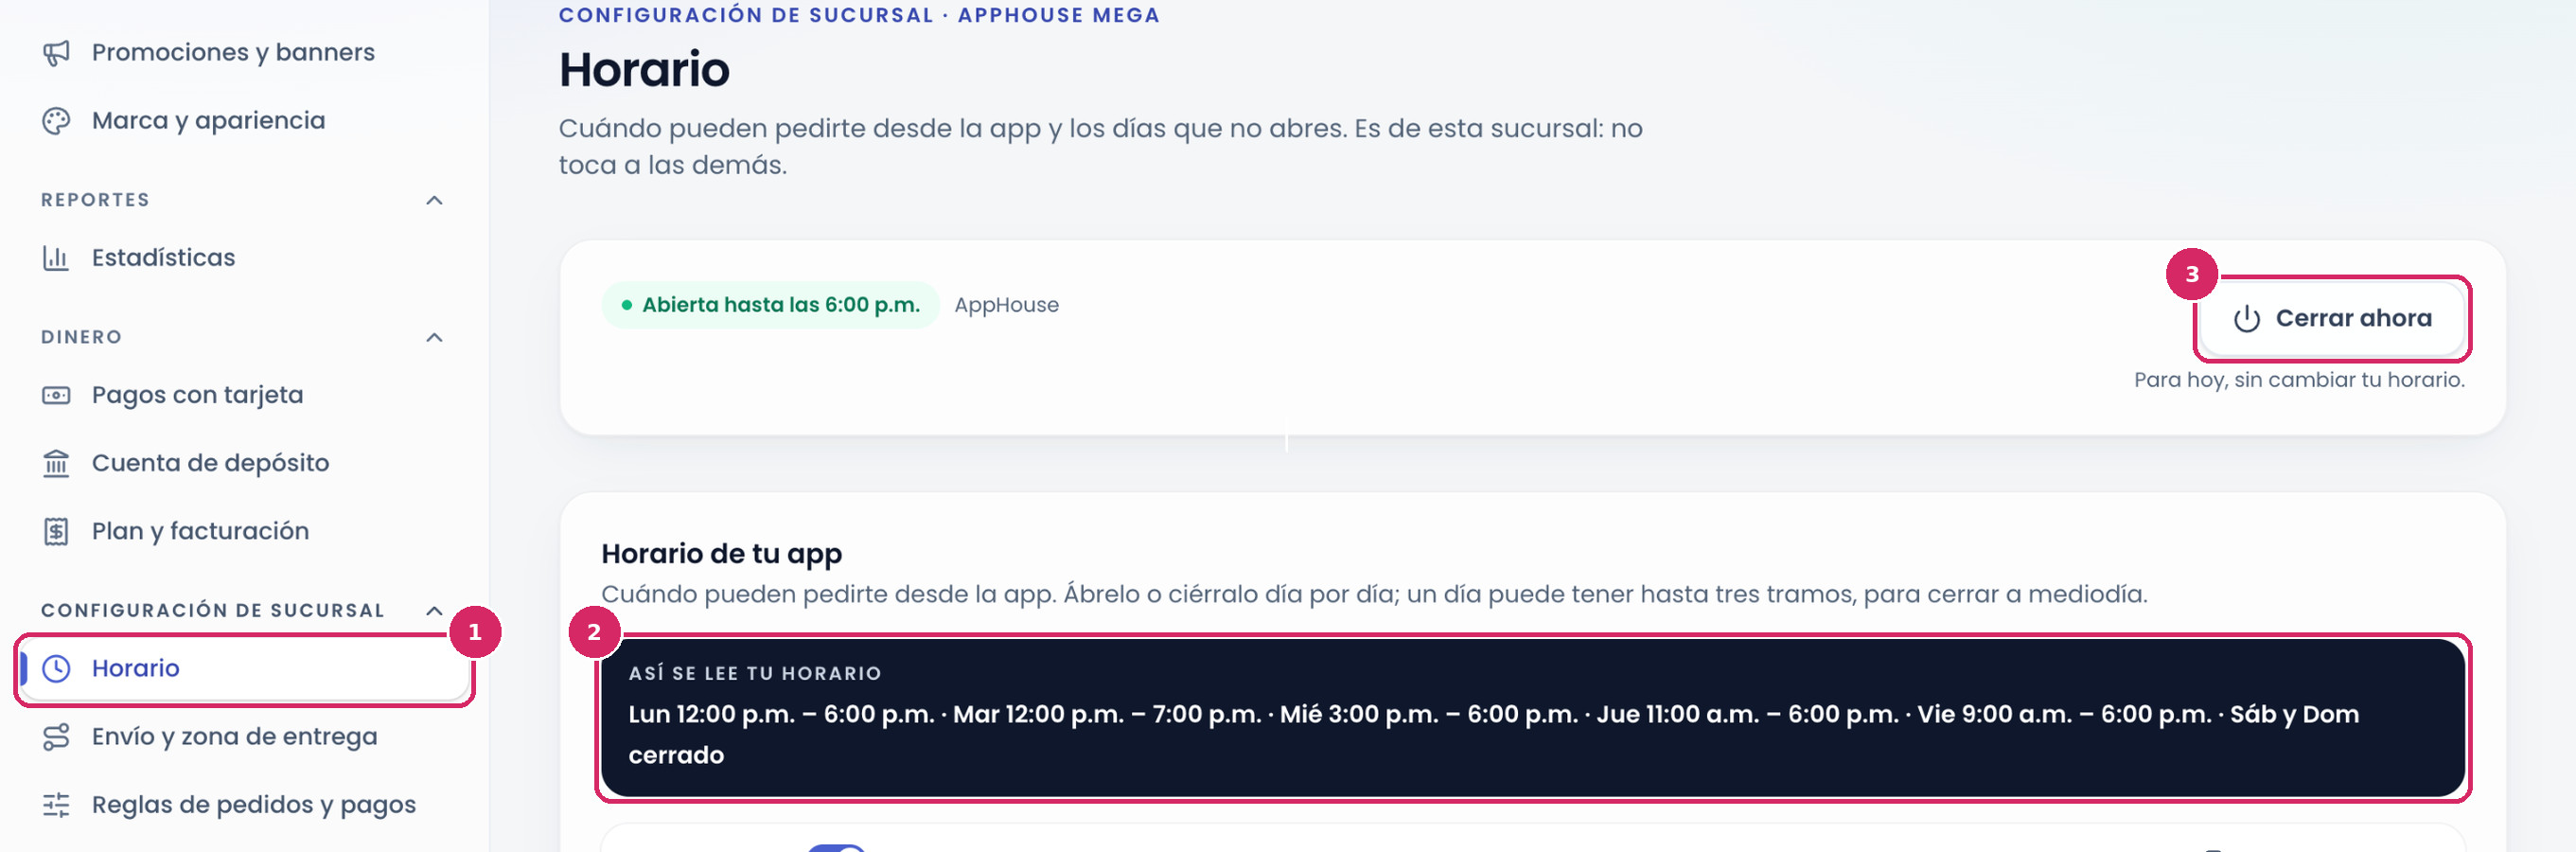 Promociones y banners
Marca y apariencia
REPORTES
Estadísticas
DINERO
Pagos con tarjeta
Cuenta de depósito
Plan y facturación
CONFIGURACIÓN DE SUCURSAL
1
Horario
Envío y zona de entrega
Reglas de pedidos y pagos
CONFIGURACIÓN DE SUCURSAL · APPHOUSE MEGA
Horario
Cuándo pueden pedirte desde la app y los días que no abres. Es de esta sucursal: no
toca a las demás.
Abierta hasta las 6:00 p.m. AppHouse
3
Cerrar ahora
Para hoy, sin cambiar tu horario.
Horario de tu app
Cuándo pueden pedirte desde la app. Ábrelo o ciérralo día por día; un día puede tener hasta tres tramos, para cerrar a mediodía.
2
ASÍ SE LEE TU HORARIO
Lun 12:00 p.m. – 6:00 p.m. · Mar 12:00 p.m. – 7:00 p.m. · Mié 3:00 p.m. – 6:00 p.m. · Jue 11:00 a.m. – 6:00 p.m. · Vie 9:00 a.m. – 6:00 p.m. · Sáb y Dom
cerrado